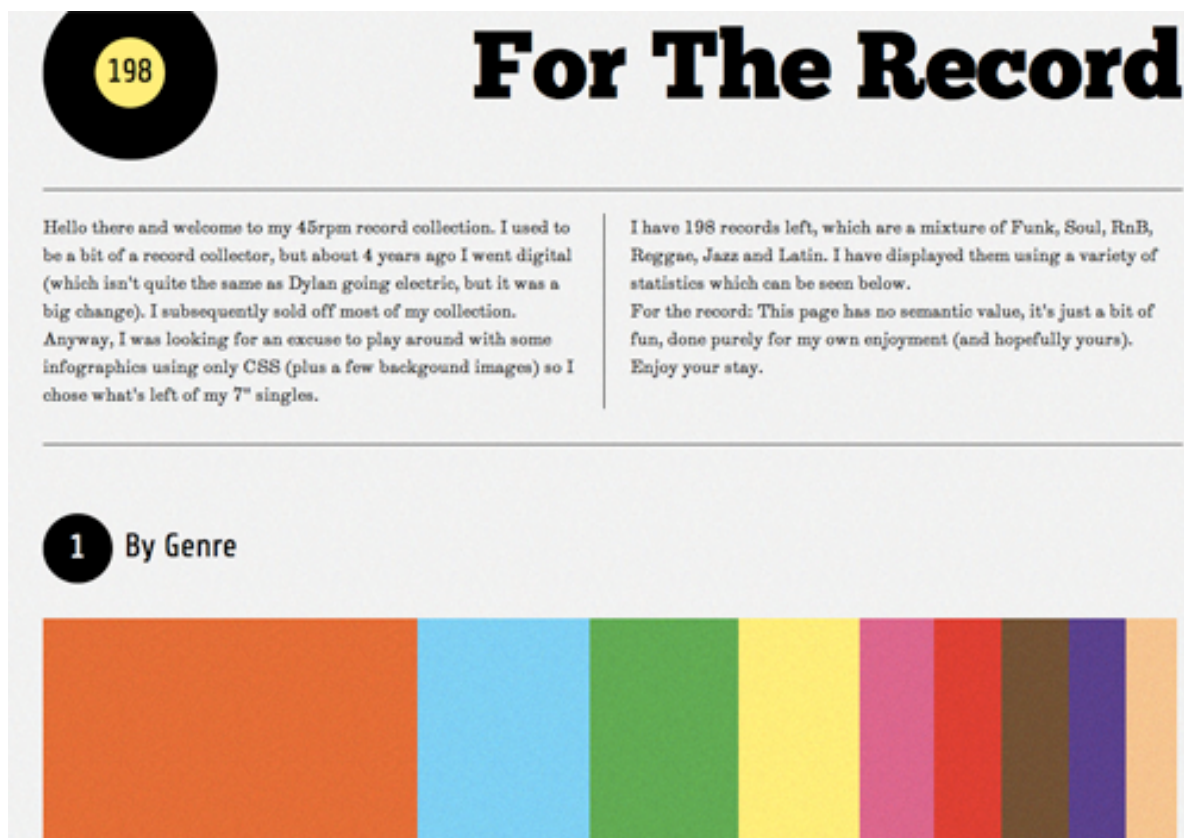 198
For The Record
Hello there and welcome to my 45rpm record collection. I used to
be a bit of a record collector, but about 4 years ago I went digital
(which isn't quite the same as Dylan going electric, but it was a
big change). I subsequently sold off most of my collection.
Anyway, I was looking for an excuse to play around with some
infographics using only CSS (plus a few backgound images) so I
chose what's left of my 7" singles.
I have 198 records left, which are a mixture of Funk, Soul, RnB,
Reggae, Jazz and Latin. I have displayed them using a variety of
statistics which can be seen below.
For the record: This page has no semantic value, it's just a bit of
fun, done purely for my own enjoyment (and hopefully yours).
Enjoy your stay.
1 By Genre